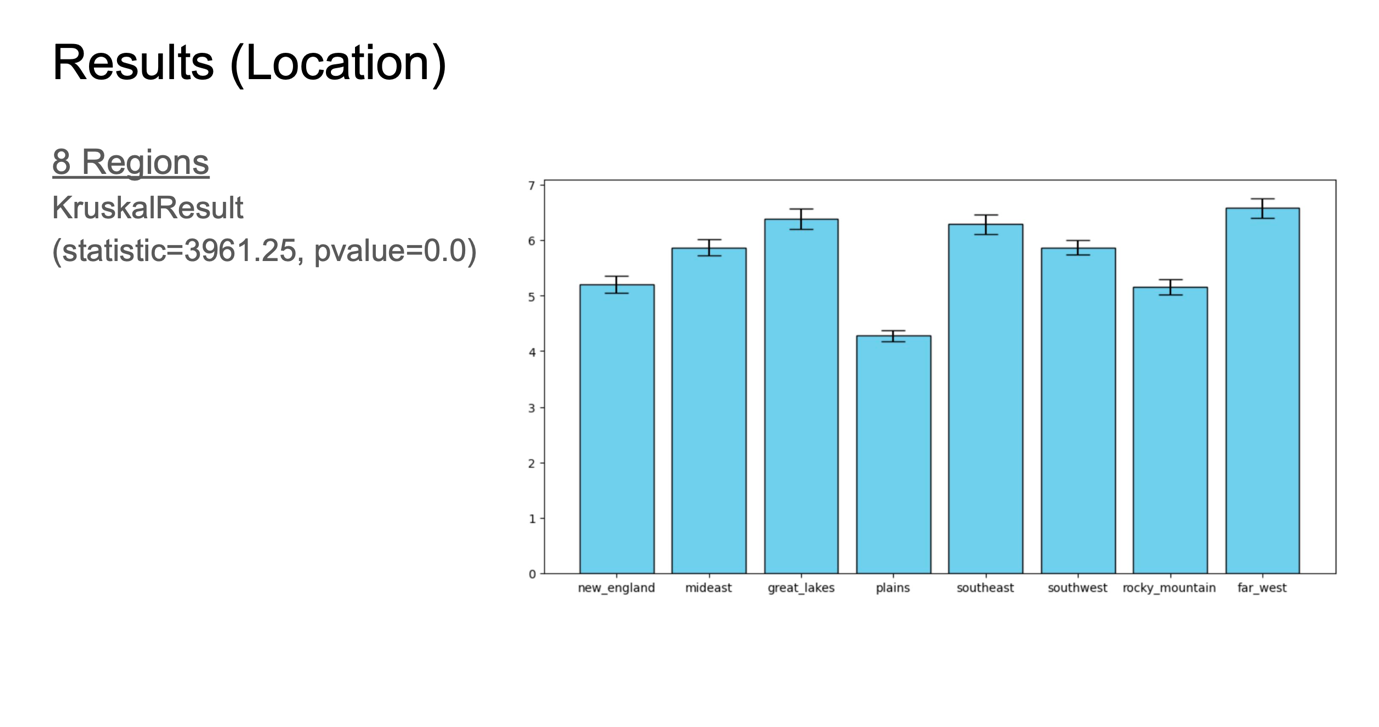 Results (Location)
8 Regions
KruskalResult
(statistic=3961.25, pvalue=0.0)
7
6
5
4
3
2
1
0
new_england mideast great_lakes plains southeast southwest rocky_mountain far_west